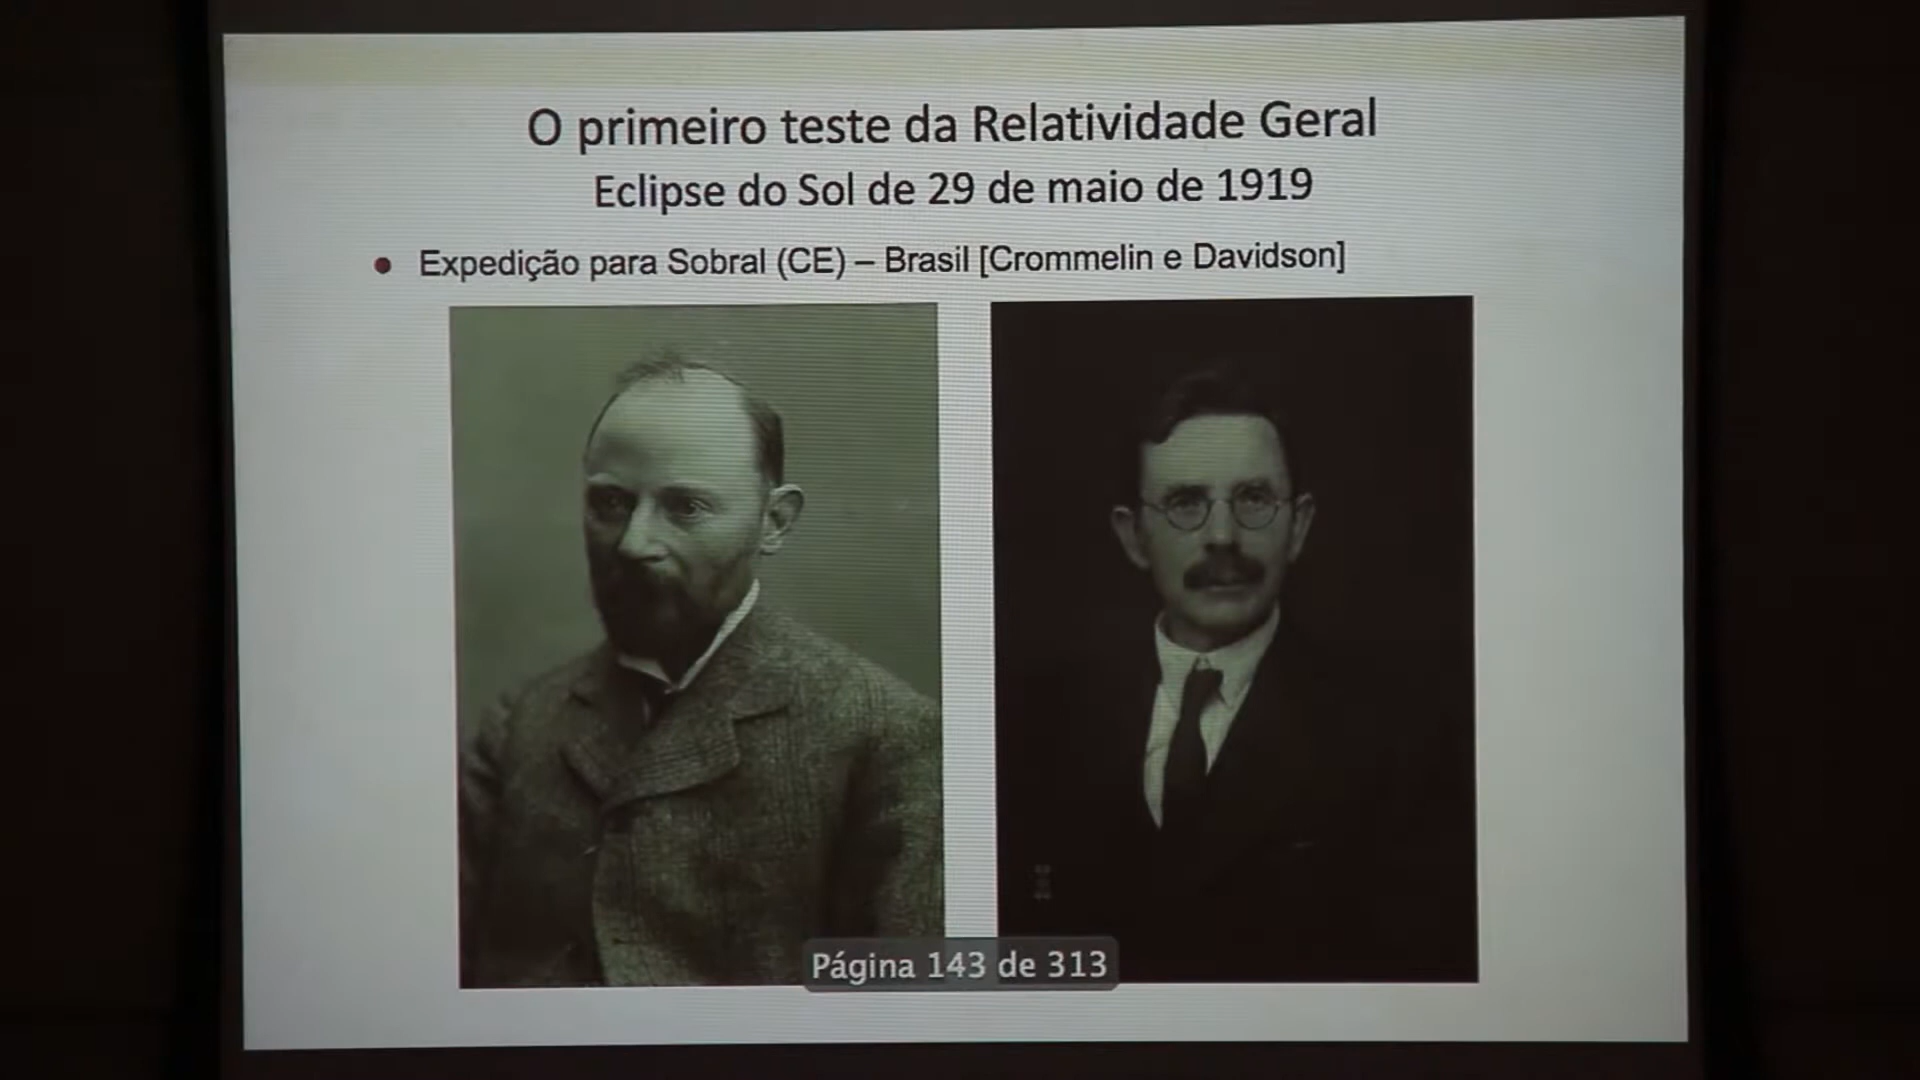 O primeiro teste da Relatividade Geral
Eclipse do Sol de 29 de maio de 1919
• Expedição para Sobral (CE) – Brasil [Crommelin e Davidson]
Página 143 de 313